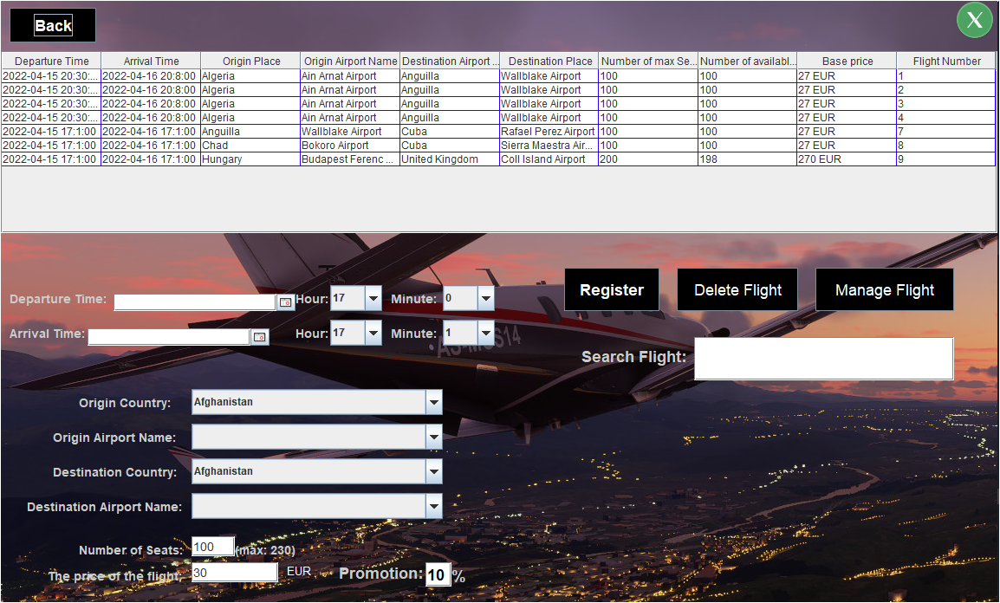 Back X
Departure Time Arrival Time Origin Place Origin Airport Name Destination Airport ... Destination Place Number of max Se... Number of availabl... Base price Flight Number
2022-04-15 20:30:... 2022-04-16 20:8:00 Algeria Ain Arnat Airport Anguilla Wallblake Airport 100 100 27 EUR 1
2022-04-15 20:30:... 2022-04-16 20:8:00 Algeria Ain Arnat Airport Anguilla Wallblake Airport 100 100 27 EUR 2
2022-04-15 20:30:... 2022-04-16 20:8:00 Algeria Ain Arnat Airport Anguilla Wallblake Airport 100 100 27 EUR 3
2022-04-15 20:30:... 2022-04-16 20:8:00 Algeria Ain Arnat Airport Anguilla Wallblake Airport 100 100 27 EUR 4
2022-04-15 17:1:00 2022-04-16 17:1:00 Anguilla Wallblake Airport Cuba Rafael Perez Airport 100 100 27 EUR 7
2022-04-15 17:1:00 2022-04-16 17:1:00 Chad Bokoro Airport Cuba Sierra Maestra Air... 100 100 27 EUR 8
2022-04-15 17:1:00 2022-04-16 17:1:00 Hungary Budapest Ferenc ... United Kingdom Coll Island Airport 200 198 270 EUR 9
Register Delete Flight Manage Flight
Departure Time: Hour: 17 Minute: 0
Arrival Time: Hour: 17 Minute: 1
Search Flight:
Origin Country: Afghanistan
Origin Airport Name:
Destination Country: Afghanistan
Destination Airport Name:
Number of Seats: 100 (max: 230)
The price of the flight, 30 EUR Promotion: 10 %